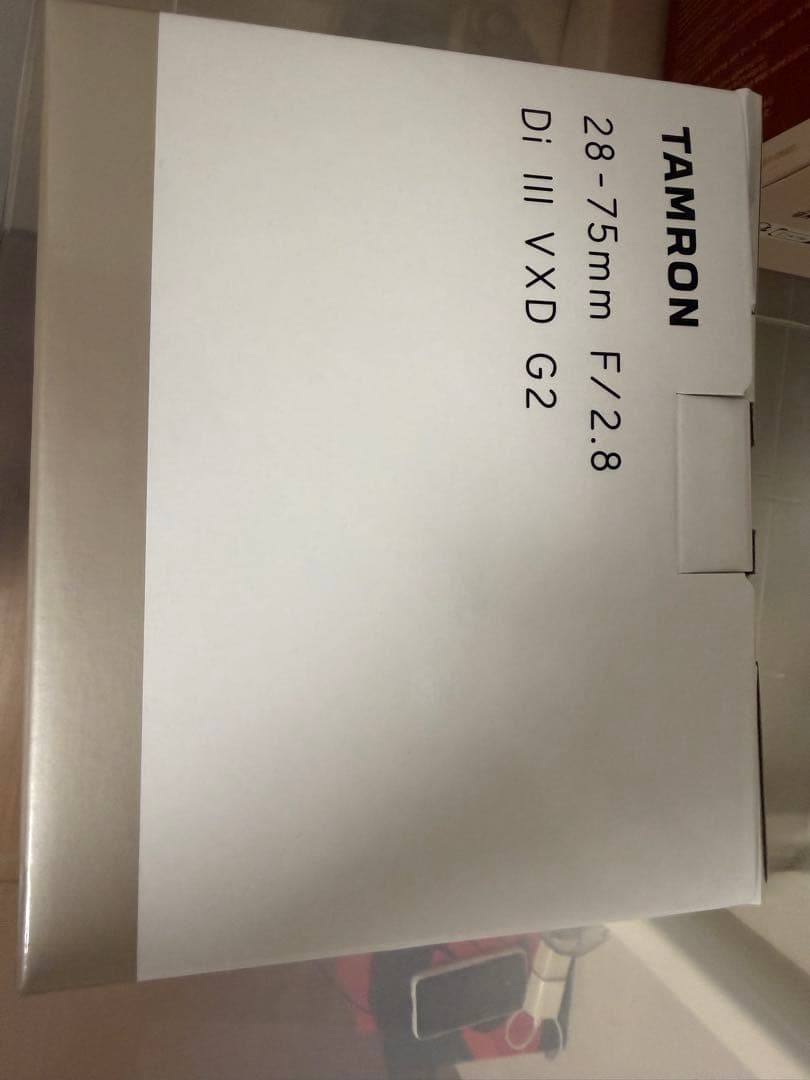 TAMRON
28-75mm F/2.8
Di III VXD G2